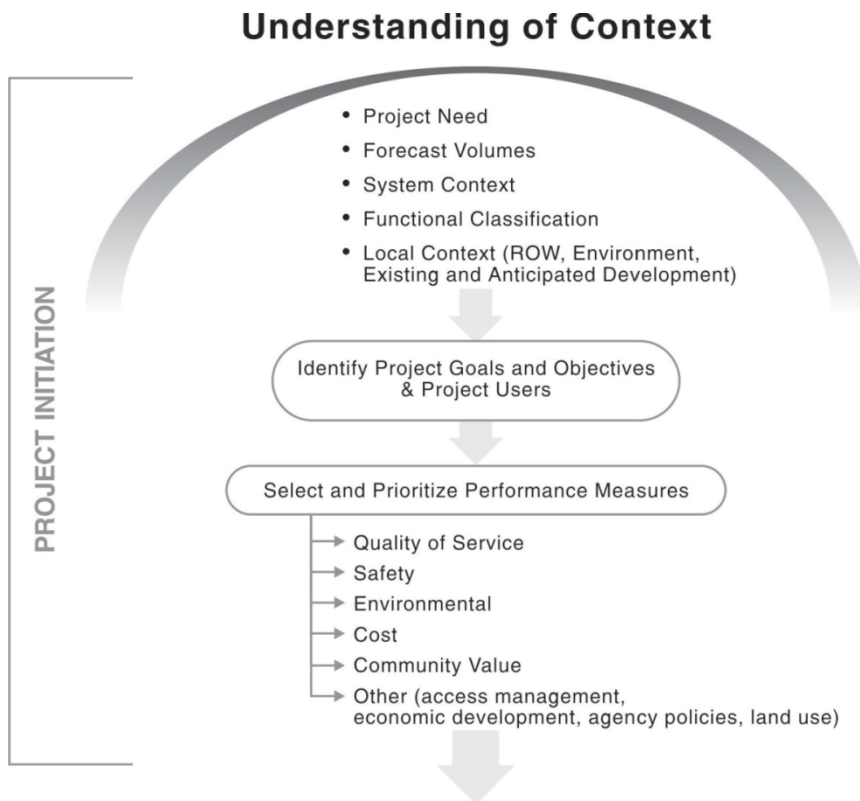 Understanding of Context
• Project Need
• Forecast Volumes
• System Context
• Functional Classification
• Local Context (ROW, Environment,
Existing and Anticipated Development)
PROJECT INITIATION
Identify Project Goals and Objectives
& Project Users
Select and Prioritize Performance Measures
Quality of Service
Safety
Environmental
Cost
Community Value
Other (access management,
economic development, agency policies, land use)